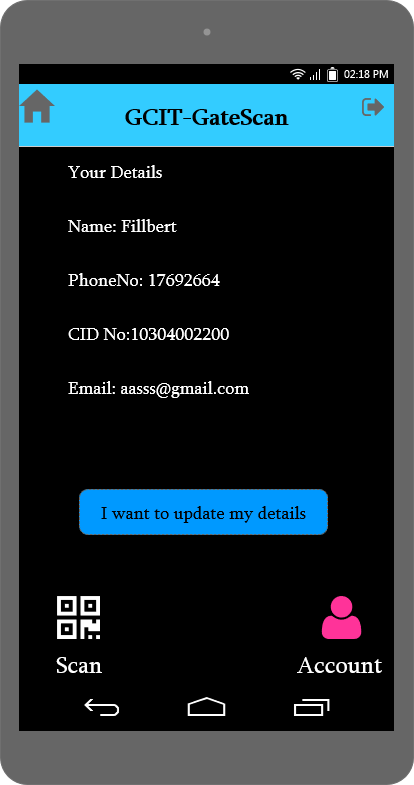 02:18 PM
GCIT-GateScan
Your Details
Name: Fillbert
PhoneNo: 17692664
CID No:10304002200
Email: aasss@gmail.com
I want to update my details
Scan
Account